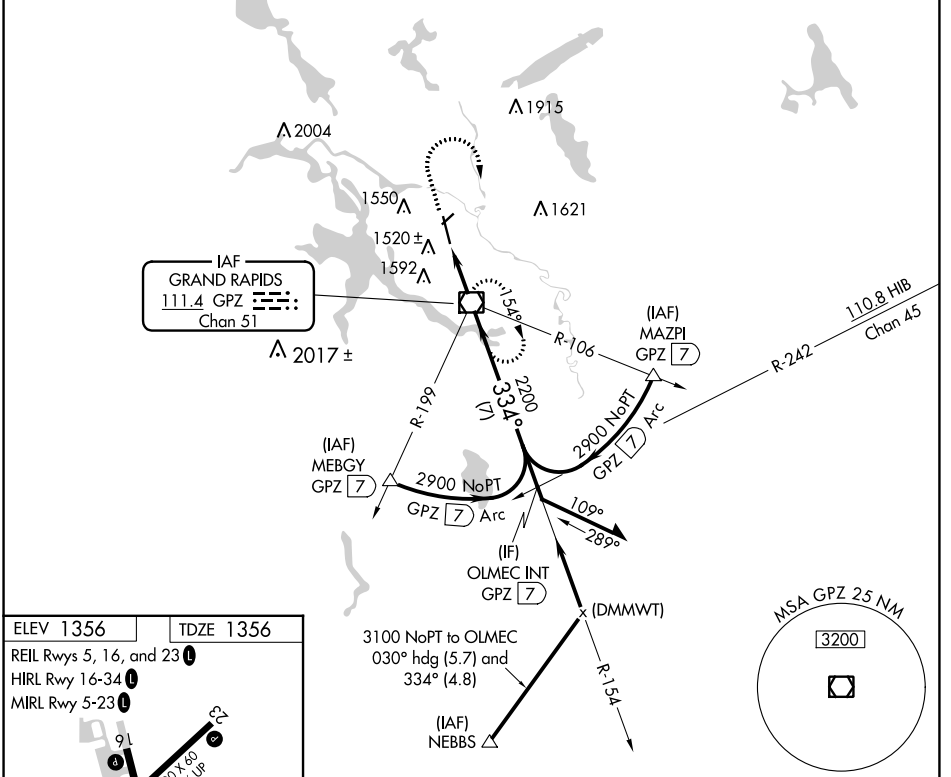 1915
2004
1550
1621
1520 ±
1592
IAF
GRAND RAPIDS
111.4 GPZ
Chan 51
2017 ±
154°
R-106
(IAF)
MAZPI
GPZ 7
110.8 HIB
Chan 45
R-242
R-199
2200
334°
(7)
2900 NoPT
GPZ 7 Arc
(IAF)
MEBGY
GPZ 7
2900 NoPT
GPZ 7 Arc
109°
289°
(IF)
OLMEC INT
GPZ 7
x (DMMWT)
3100 NoPT to OLMEC
030° hdg (5.7) and
334° (4.8)
R-154
(IAF)
NEBBS
MSA GPZ 25 NM
3200
ELEV 1356
TDZE 1356
REIL Rwys 5, 16, and 23 L
HIRL Rwy 16-34 L
MIRL Rwy 5-23 L
16
23
P
P
X 60
UP